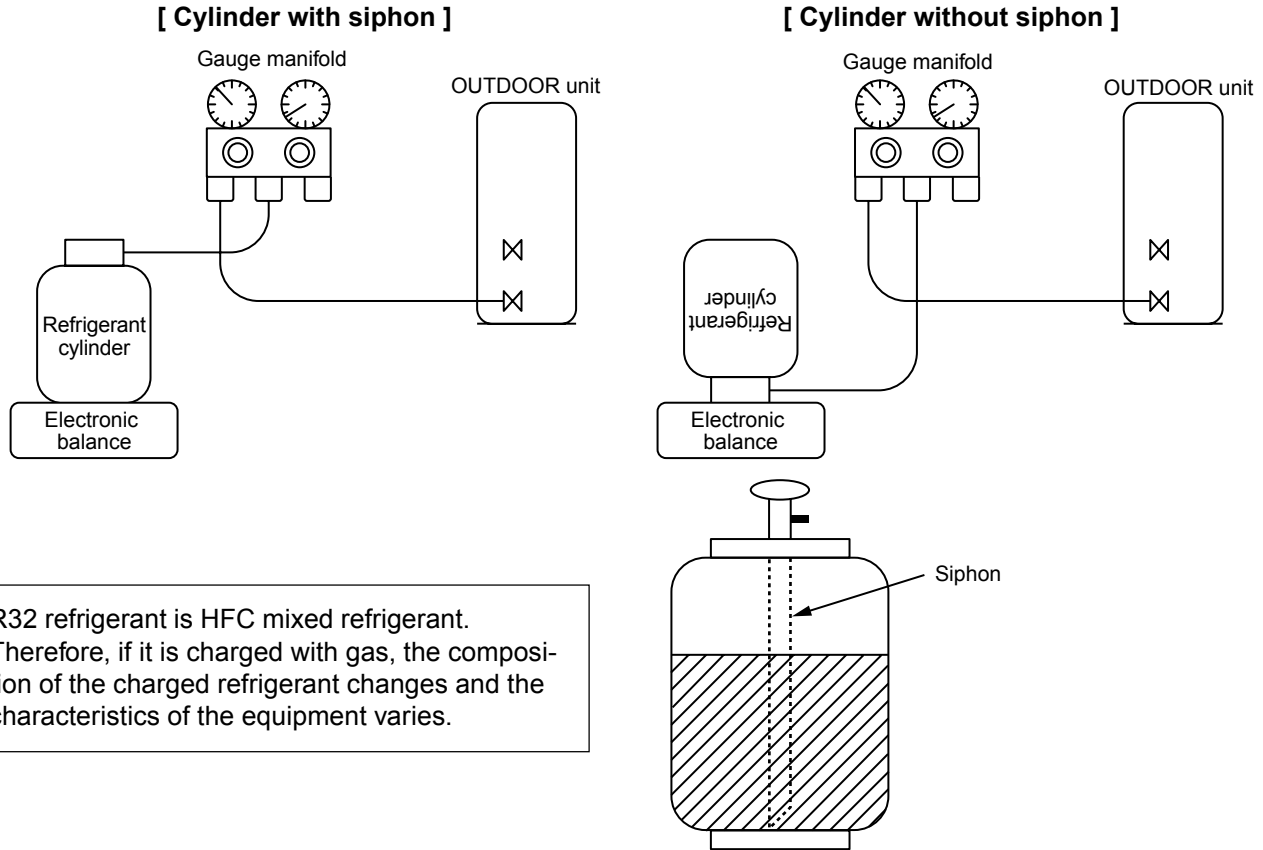 [ Cylinder with siphon ]
Gauge manifold
OUTDOOR unit
Refrigerant
cylinder
Electronic
balance
[ Cylinder without siphon ]
Gauge manifold
OUTDOOR unit
Refrigerant
cylinder
Electronic
balance
Siphon
R32 refrigerant is HFC mixed refrigerant.
Therefore, if it is charged with gas, the composi-
tion of the charged refrigerant changes and the
characteristics of the equipment varies.